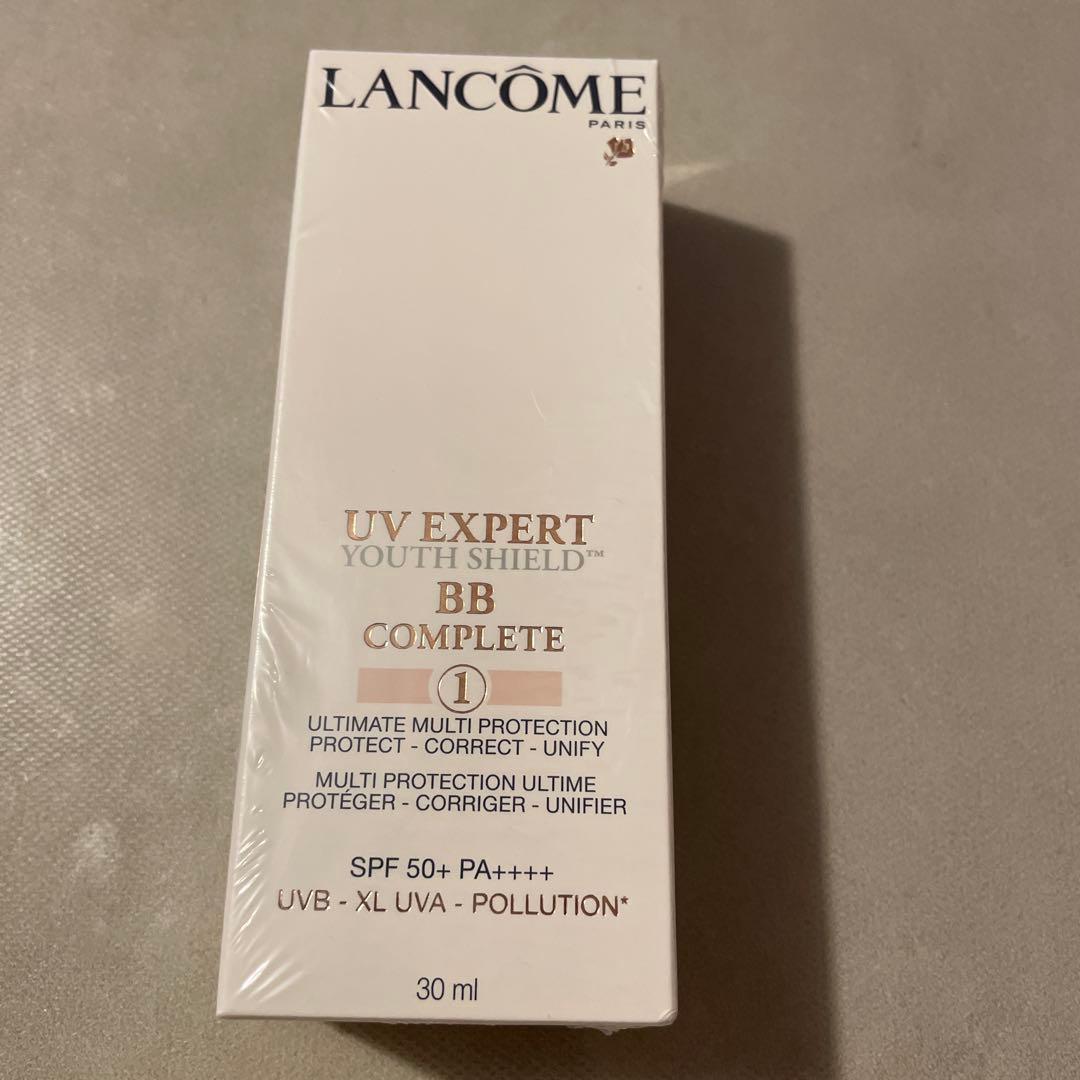 LANCÔME
PARIS
UV EXPERT
YOUTH SHIELD™
BB
COMPLETE
1
ULTIMATE MULTI PROTECTION
PROTECT - CORRECT - UNIFY
MULTI PROTECTION ULTIME
PROTÉGER - CORRIGER - UNIFIER
SPF 50+ PA++++
UVB - XL UVA - POLLUTION*
30 ml